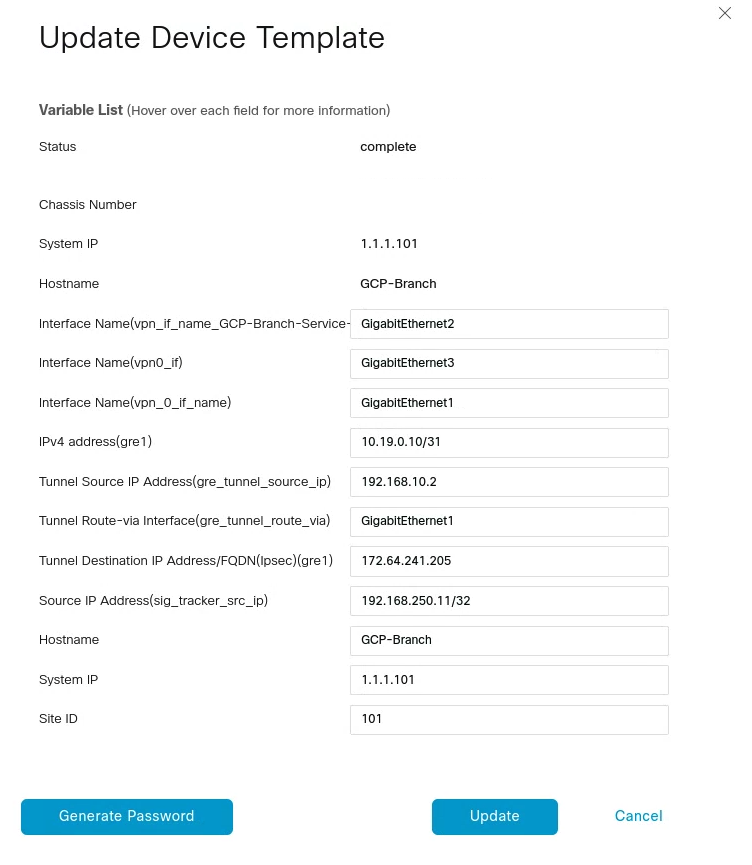 Update Device Template
Variable List (Hover over each field for more information)
Status complete
Chassis Number
System IP 1.1.1.101
Hostname GCP-Branch
Interface Name(vpn_if_name_GCP-Branch-Service- GigabitEthernet2
Interface Name(vpn0_if) GigabitEthernet3
Interface Name(vpn_0_if_name) GigabitEthernet1
IPv4 address(gre1) 10.19.0.10/31
Tunnel Source IP Address(gre_tunnel_source_ip) 192.168.10.2
Tunnel Route-via Interface(gre_tunnel_route_via) GigabitEthernet1
Tunnel Destination IP Address/FQDN(Ipsec)(gre1) 172.64.241.205
Source IP Address(sig_tracker_src_ip) 192.168.250.11/32
Hostname GCP-Branch
System IP 1.1.1.101
Site ID 101
Generate Password Update Cancel